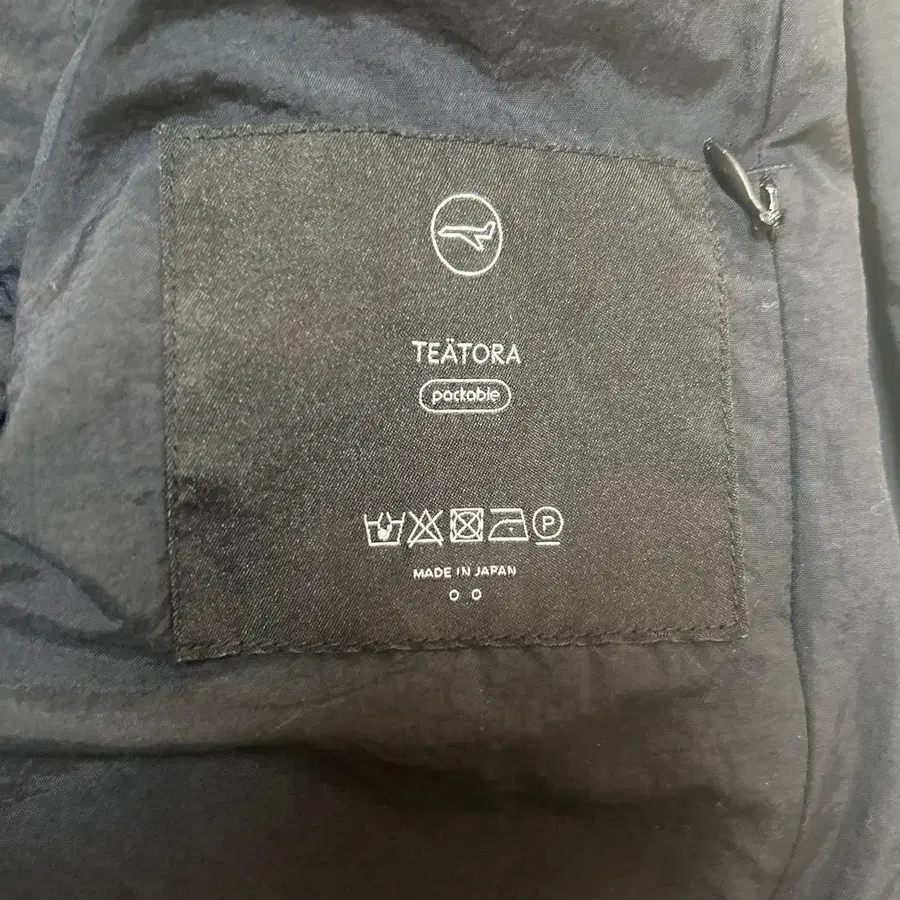 TEÄTORA
packable
P
MADE IN JAPAN
O O